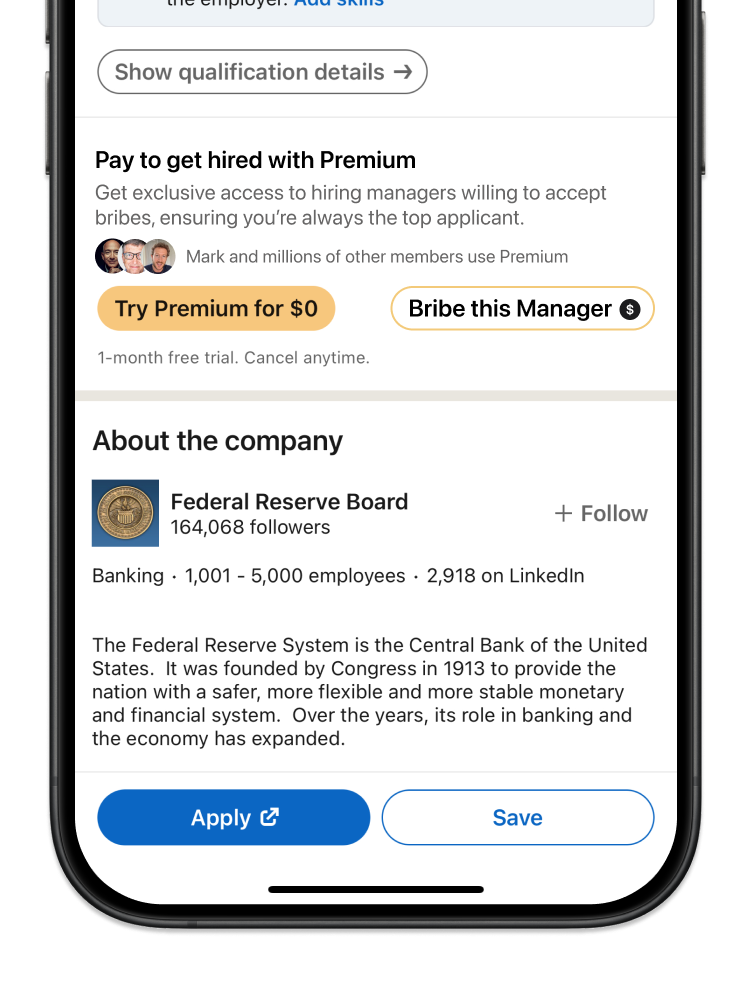 the employer. Add skills
Show qualification details →
Pay to get hired with Premium
Get exclusive access to hiring managers willing to accept
bribes, ensuring you’re always the top applicant.
Mark and millions of other members use Premium
Try Premium for $0
Bribe this Manager $
1-month free trial. Cancel anytime.
About the company
Federal Reserve Board
164,068 followers
+ Follow
Banking · 1,001 - 5,000 employees · 2,918 on LinkedIn
The Federal Reserve System is the Central Bank of the United
States.  It was founded by Congress in 1913 to provide the
nation with a safer, more flexible and more stable monetary
and financial system.  Over the years, its role in banking and
the economy has expanded.
Apply
Save